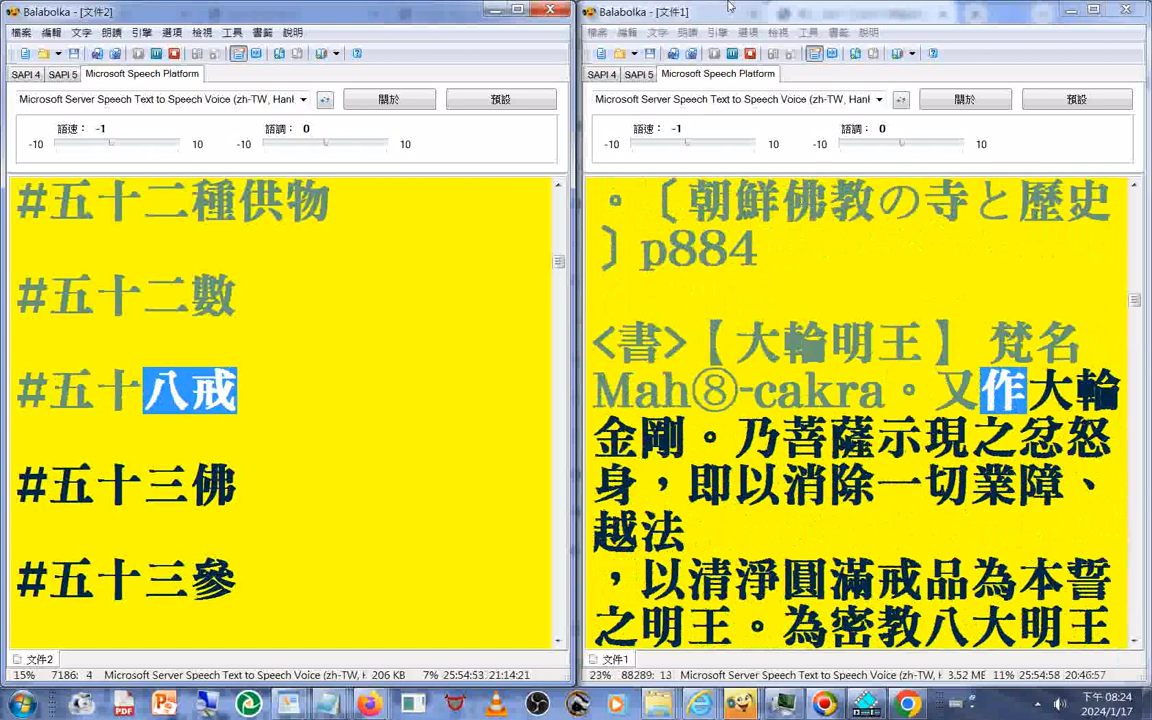 Balabolka - [文件2]
檔案 編輯 文字 朗讀 引擎 選項 檢視 工具 書籤 說明
SAPI 4 SAPI 5 Microsoft Speech Platform
Microsoft Server Speech Text to Speech Voice (zh-TW, Hanl
關於 預設
語速： -1 語調： 0
-10 10 -10 10
#五十二種供物
#五十二數
#五十八戒
#五十三佛
#五十三參
文件2
15% 7186: 4 Microsoft Server Speech Text to Speech Voice (zh-TW, H 206 KB 7% 25:54:53 21:14:21
Balabolka - [文件1]
檔案 編輯 文字 朗讀 引擎 選項 檢視 工具 書籤 說明
SAPI 4 SAPI 5 Microsoft Speech Platform
Microsoft Server Speech Text to Speech Voice (zh-TW, Hanl
關於 預設
語速： -1 語調： 0
-10 10 -10 10
。〔朝鮮佛教の寺と歷史
〕p884
<書>【大輪明王】 梵名
Mah⑧-cakra。又作大輪
金剛。乃菩薩示現之忿怒
身，即以消除一切業障、
越法
，以清淨圓滿戒品為本誓
之明王。為密教八大明王
文件1
23% 88289: 13 Microsoft Server Speech Text to Speech Voice (zh-TW, H 3.52 ME 11% 25:54:58 20:46:57
下午 08:24
2024/1/17